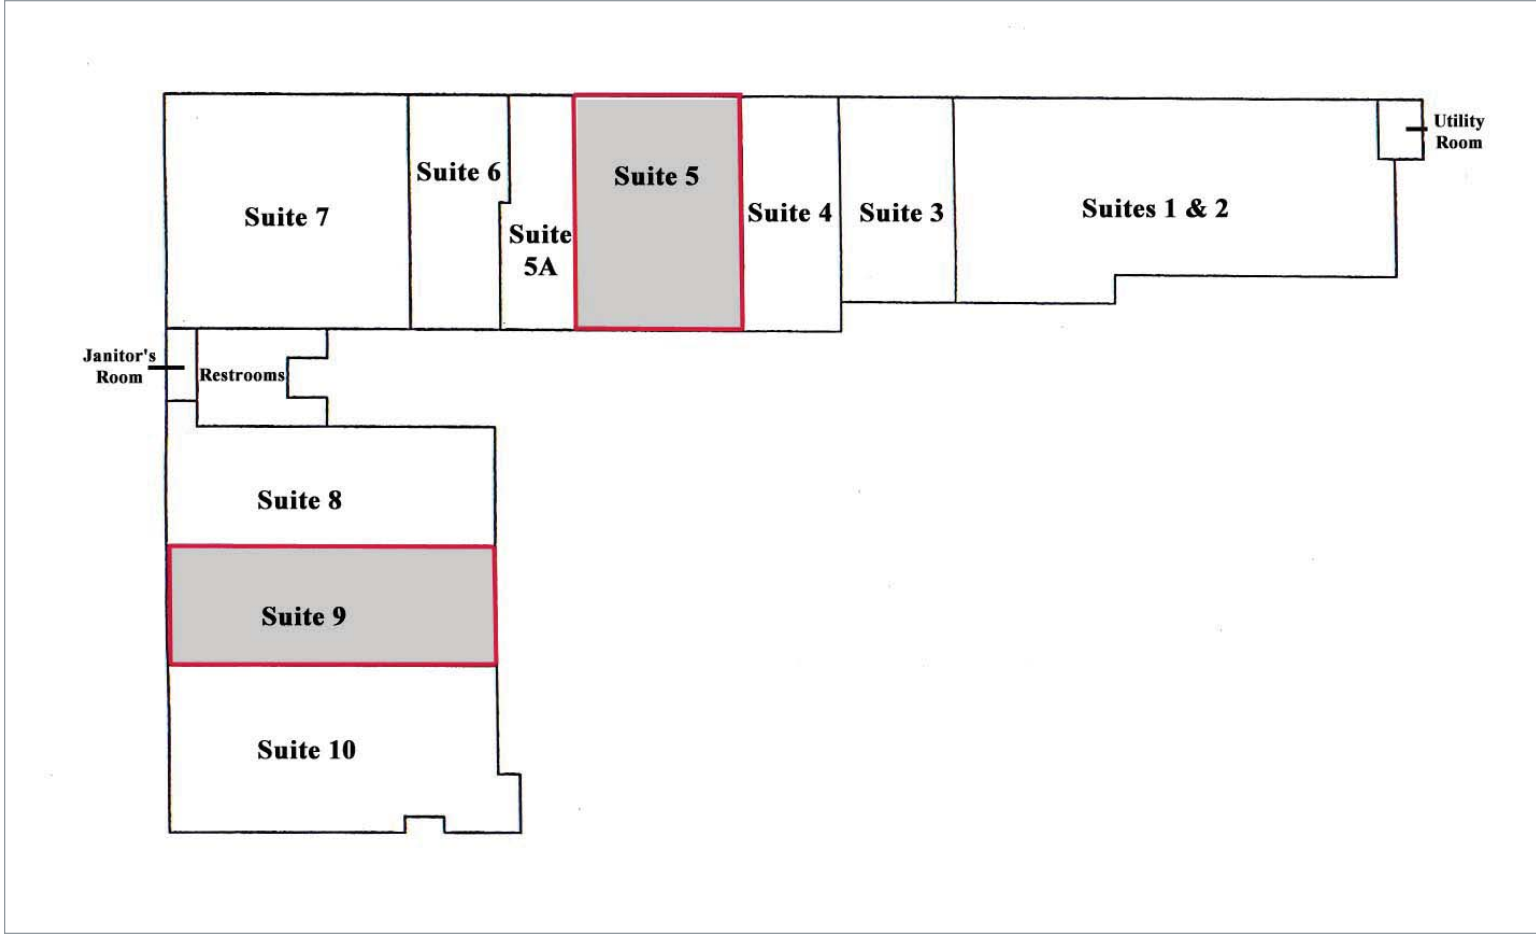 Utility
Room
Suite 6
Suite 5
Suite 7
Suite 4
Suite 3
Suites 1 & 2
Suite
5A
Janitor's
Room
Restrooms
Suite 8
Suite 9
Suite 10